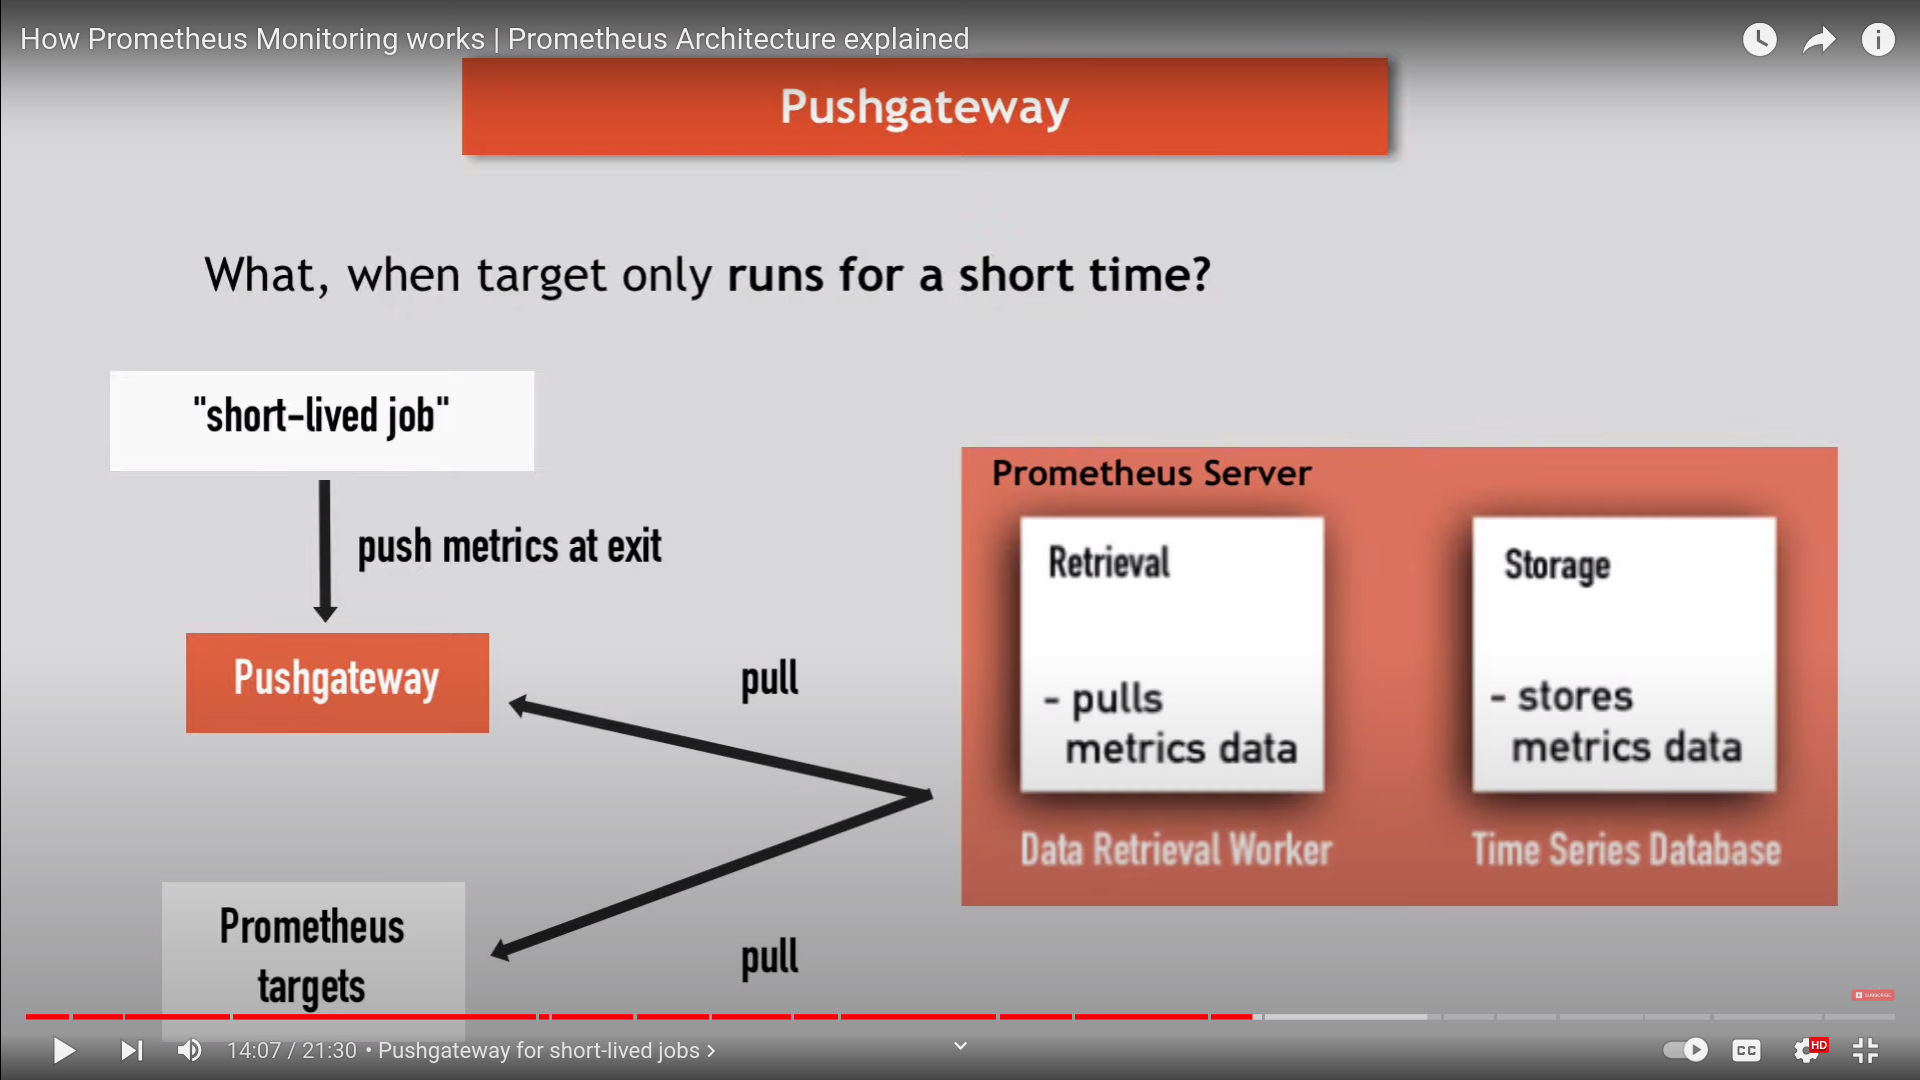 How Prometheus Monitoring works | Prometheus Architecture explained
Pushgateway
What, when target only runs for a short time?
"short-lived job"
push metrics at exit
Pushgateway
pull
Prometheus
targets
pull
Prometheus Server
Retrieval
- pulls
metrics data
Data Retrieval Worker
Storage
- stores
metrics data
Time Series Database
SUBSCRIBE
14:07 / 21:30 • Pushgateway for short-lived jobs >
CC
HD